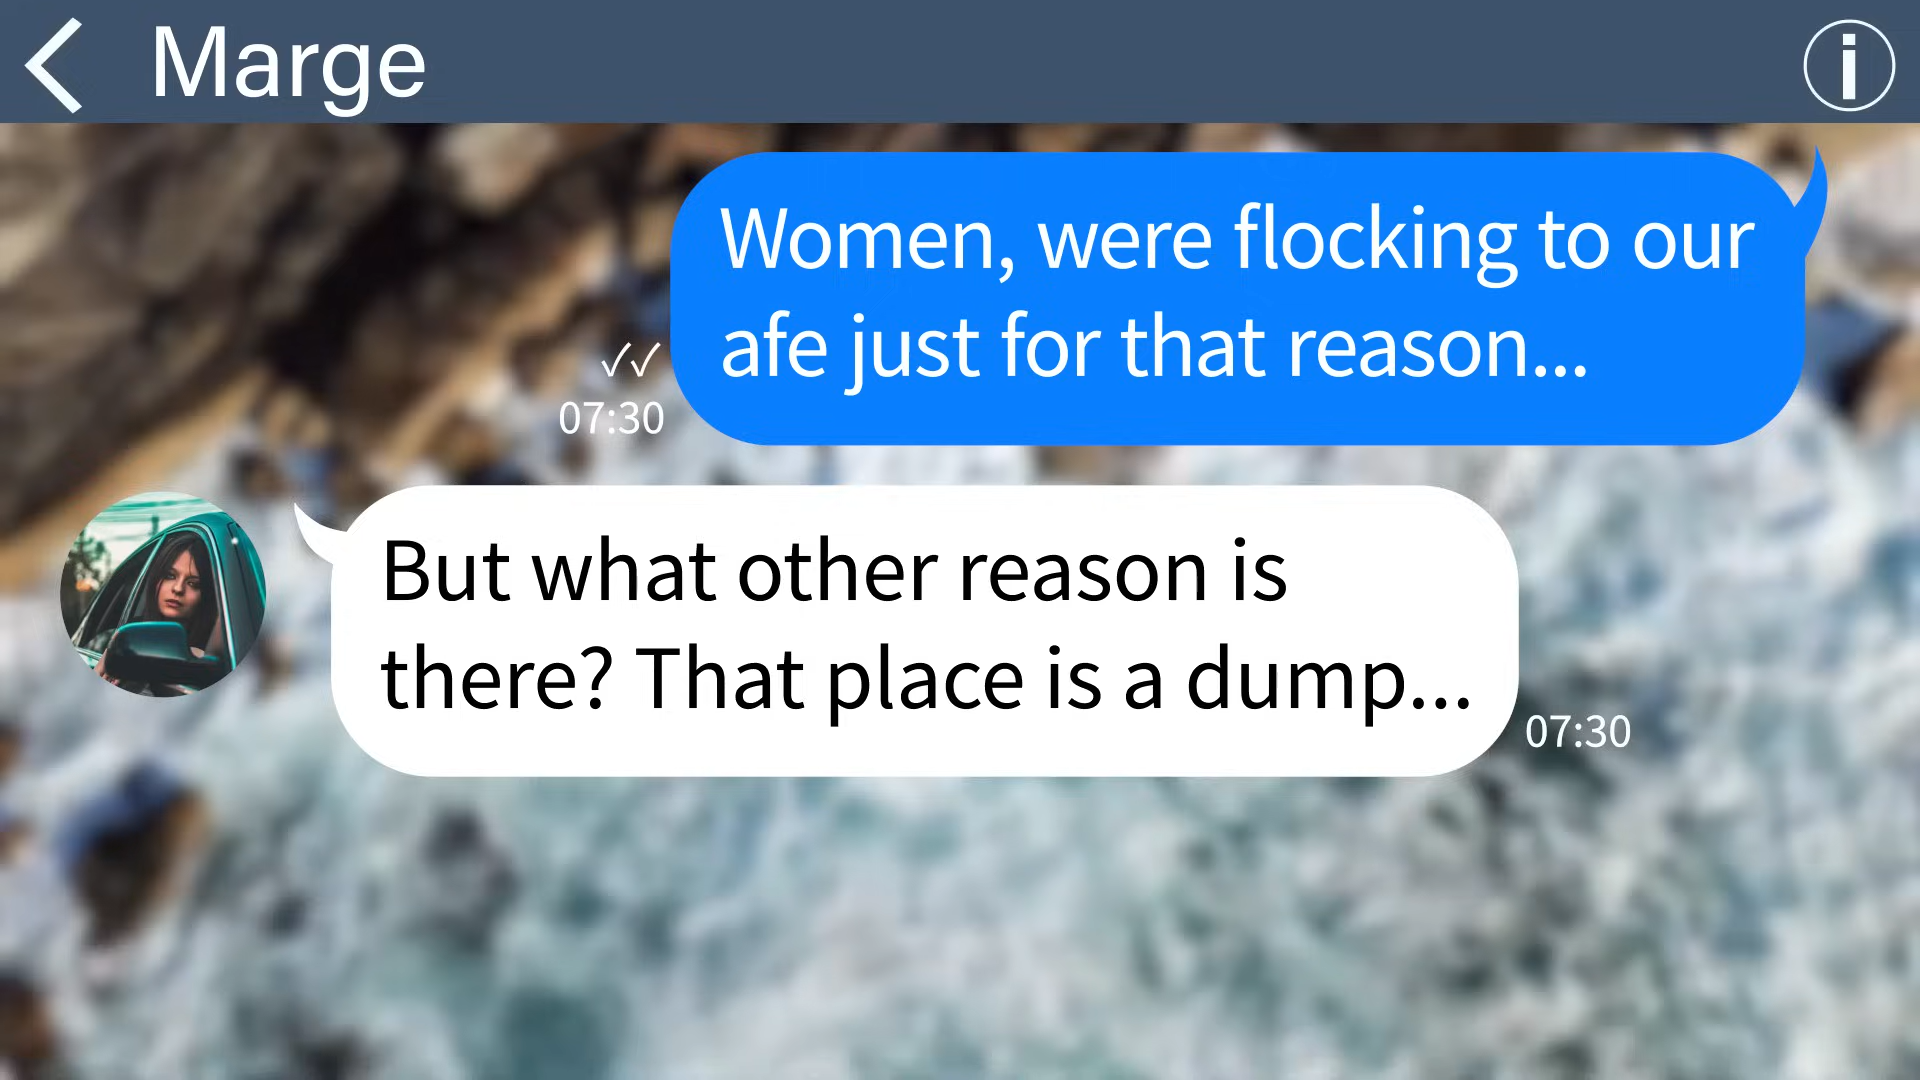 Marge
Women, were flocking to our
afe just for that reason...
✓✓
07:30
But what other reason is
there? That place is a dump...
07:30